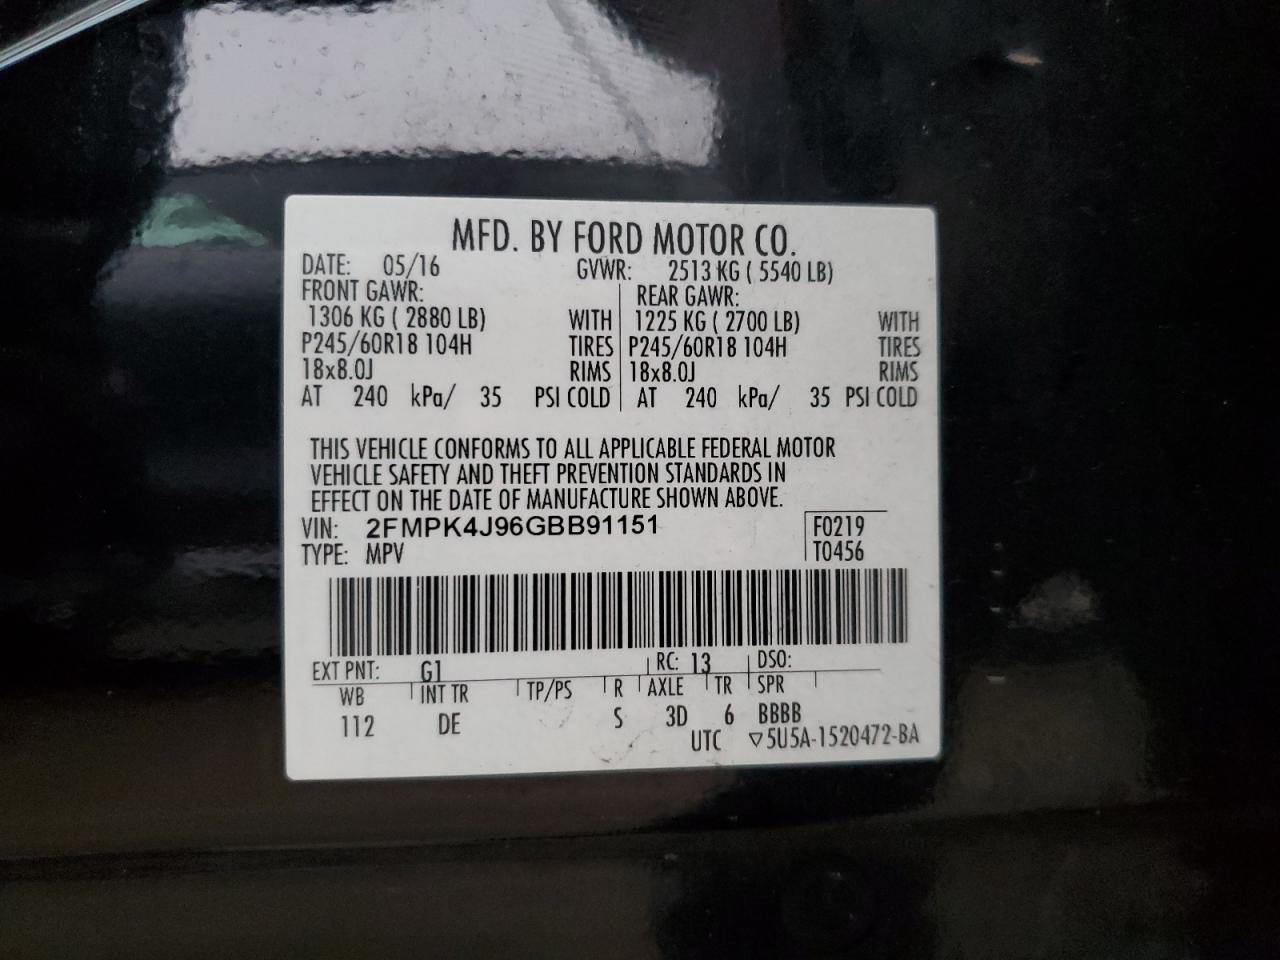 MFD. BY FORD MOTOR CO.
DATE: 05/16 GVWR: 2513 KG ( 5540 LB)
FRONT GAWR: REAR GAWR:
1306 KG ( 2880 LB) WITH 1225 KG ( 2700 LB) WITH
P245/60R18 104H TIRES P245/60R18 104H TIRES
18x8.0J RIMS 18x8.0J RIMS
AT 240 kPa/ 35 PSI COLD AT 240 kPa/ 35 PSI COLD
THIS VEHICLE CONFORMS TO ALL APPLICABLE FEDERAL MOTOR
VEHICLE SAFETY AND THEFT PREVENTION STANDARDS IN
EFFECT ON THE DATE OF MANUFACTURE SHOWN ABOVE.
VIN: 2FMPK4J96GBB91151 F0219
TYPE: MPV T0456
EXT PNT: G1 RC: 13 DSO:
WB INT TR TP/PS R AXLE TR SPR
112 DE S 3D 6 BBBB
UTC ▽5U5A-1520472-BA